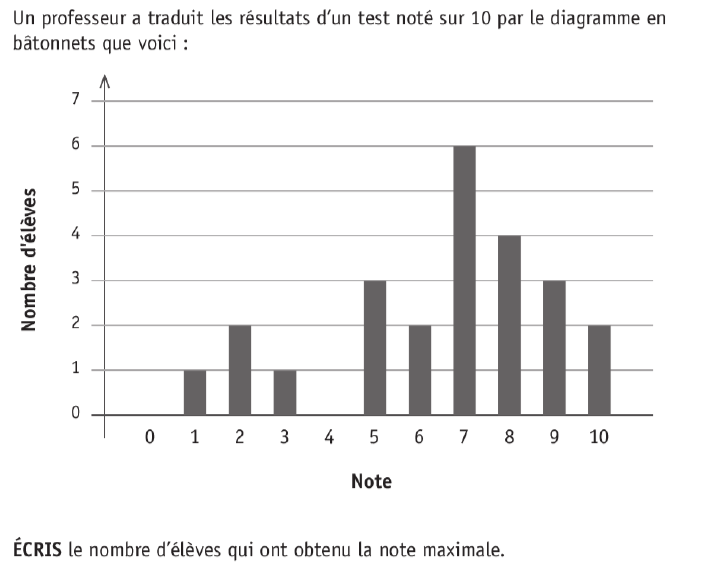 Un professeur a traduit les résultats d'un test noté sur 10 par le diagramme en
bâtonnets que voici :
7
6
5
4
3
2
1
0
Nombre d'élèves
0 1 2 3 4 5 6 7 8 9 10
Note
ÉCRIS le nombre d'élèves qui ont obtenu la note maximale.